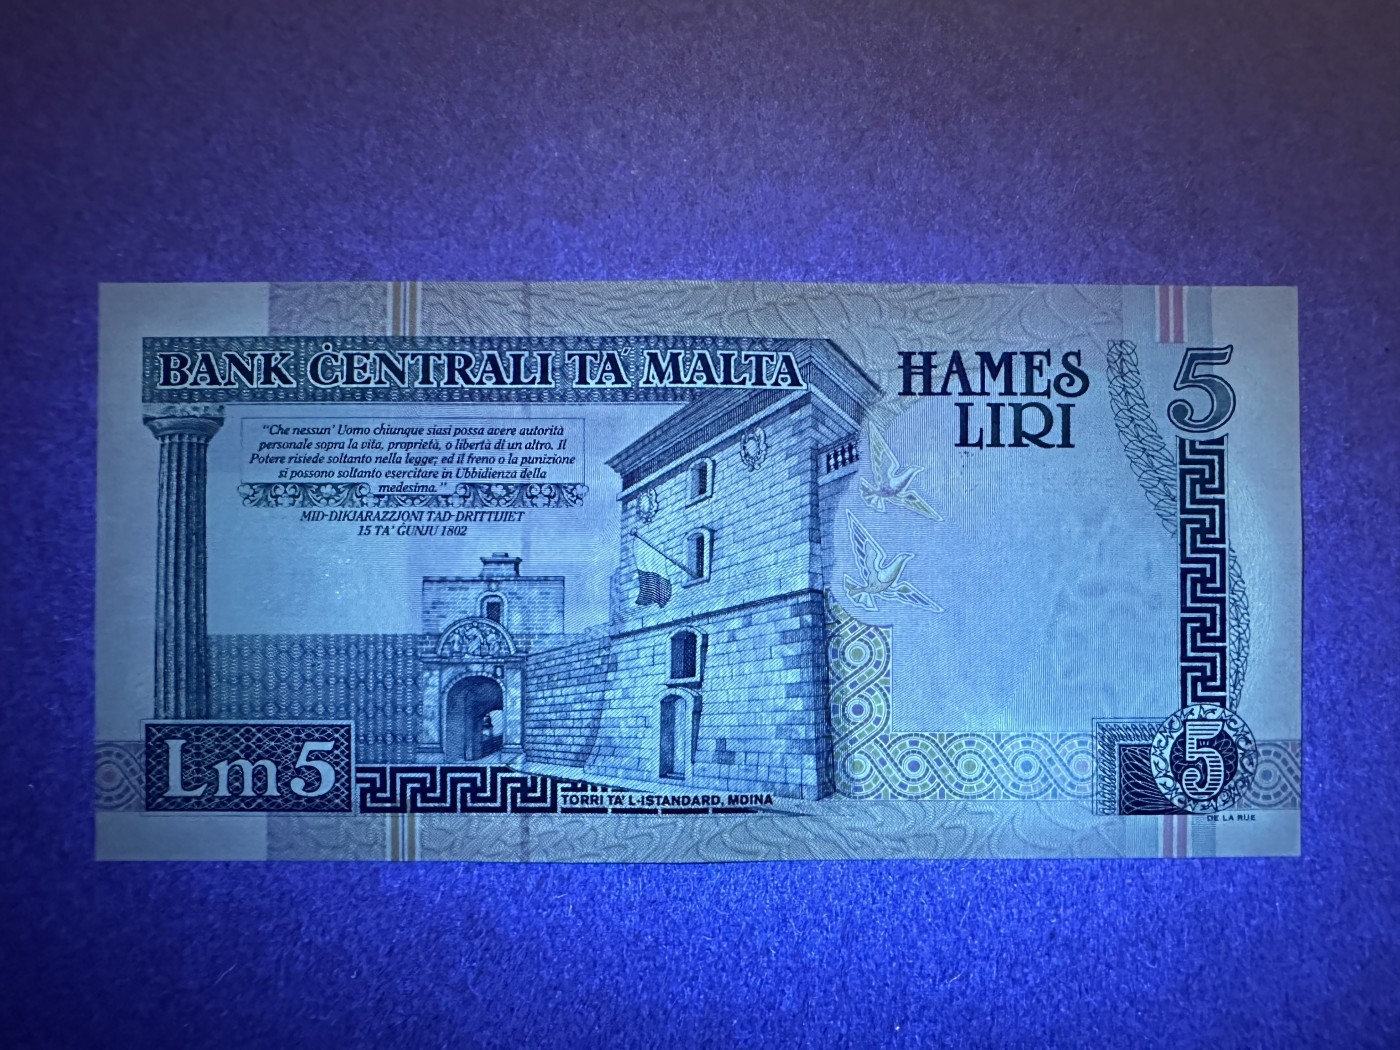 BANK ĊENTRALI TA' MALTA
ĦAMES
LIRI
5
"Che nessun' Uomo chiunque siasi possa avere autorità
personale sopra la vita, proprietà, o libertà di un altro. Il
Potere risiede soltanto nella legge; ed il freno o la punizione
si possono soltanto esercitare in Ubbidienza della
medesima."
MID-DIKJARAZZJONI TAD-DRITTIJIET
15 TA' ĠUNJU 1802
Lm5
TORRI TA' L-ISTANDARD, MDINA
5
DE LA RUE